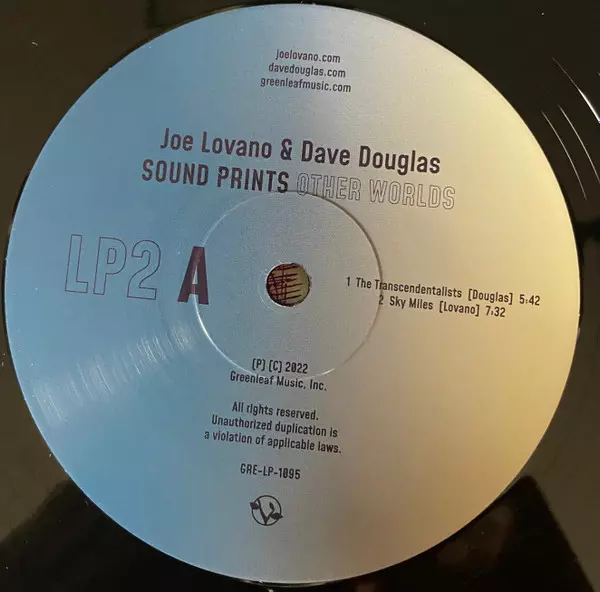 joelovano.com
davedouglas.com
greenleafmusic.com
Joe Lovano & Dave Douglas
SOUND PRINTS OTHER WORLDS
LP2 A
1 The Transcendentalists [Douglas] 5:42
2 Sky Miles [Lovano] 7:32
[P] [C] 2022
Greenleaf Music, Inc.
All rights reserved.
Unauthorized duplication is
a violation of applicable laws.
GRE-LP-1095